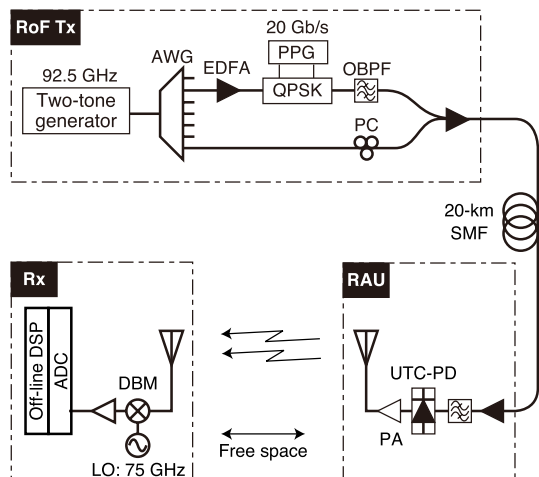 RoF Tx
20 Gb/s
PPG
AWG
EDFA
OBPF
92.5 GHz
Two-tone
generator
QPSK
PC
20-km
SMF
Rx
RAU
Off-line DSP
ADC
DBM
UTC-PD
PA
Free space
LO: 75 GHz